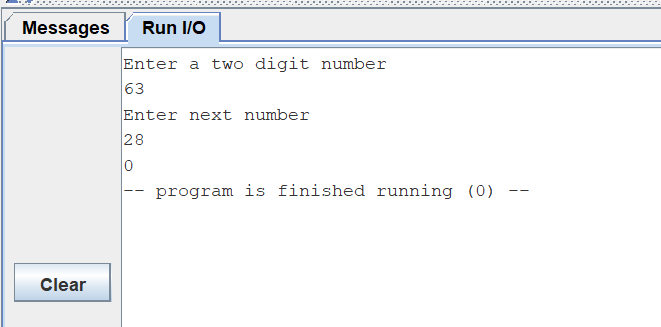 Messages Run I/O
Enter a two digit number
63
Enter next number
28
0
-- program is finished running (0) --
Clear